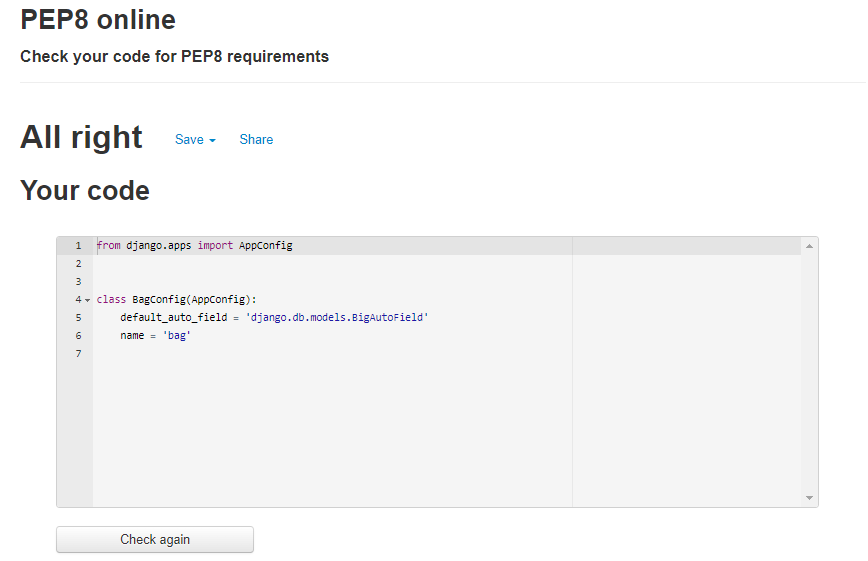 PEP8 online
Check your code for PEP8 requirements
All right Save Share
Your code
1 from django.apps import AppConfig
2
3
4 class BagConfig(AppConfig):
5     default_auto_field = 'django.db.models.BigAutoField'
6     name = 'bag'
7
Check again